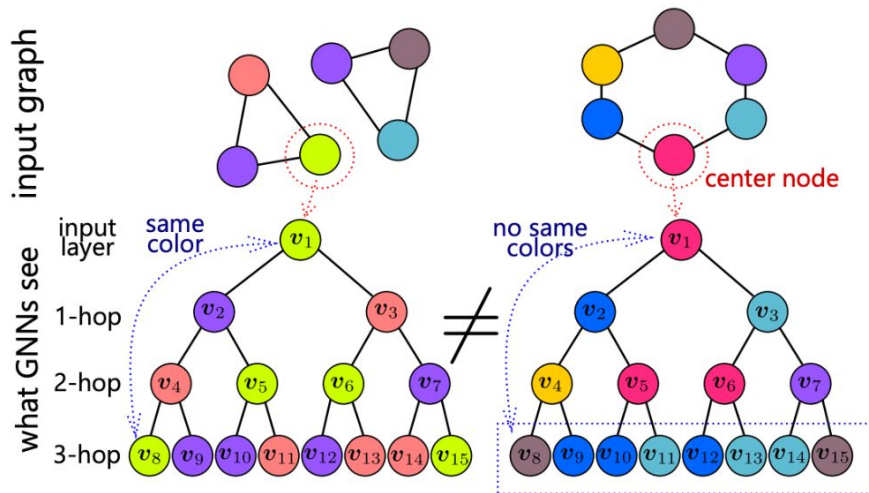 input graph
center node
what GNNs see
input
layer
same
color
no same
colors
v1
v1
1-hop
v2
v3
≠
v2
v3
2-hop
v4
v5
v6
v7
v4
v5
v6
v7
3-hop
v8
v9
v10
v11
v12
v13
v14
v15
v8
v9
v10
v11
v12
v13
v14
v15